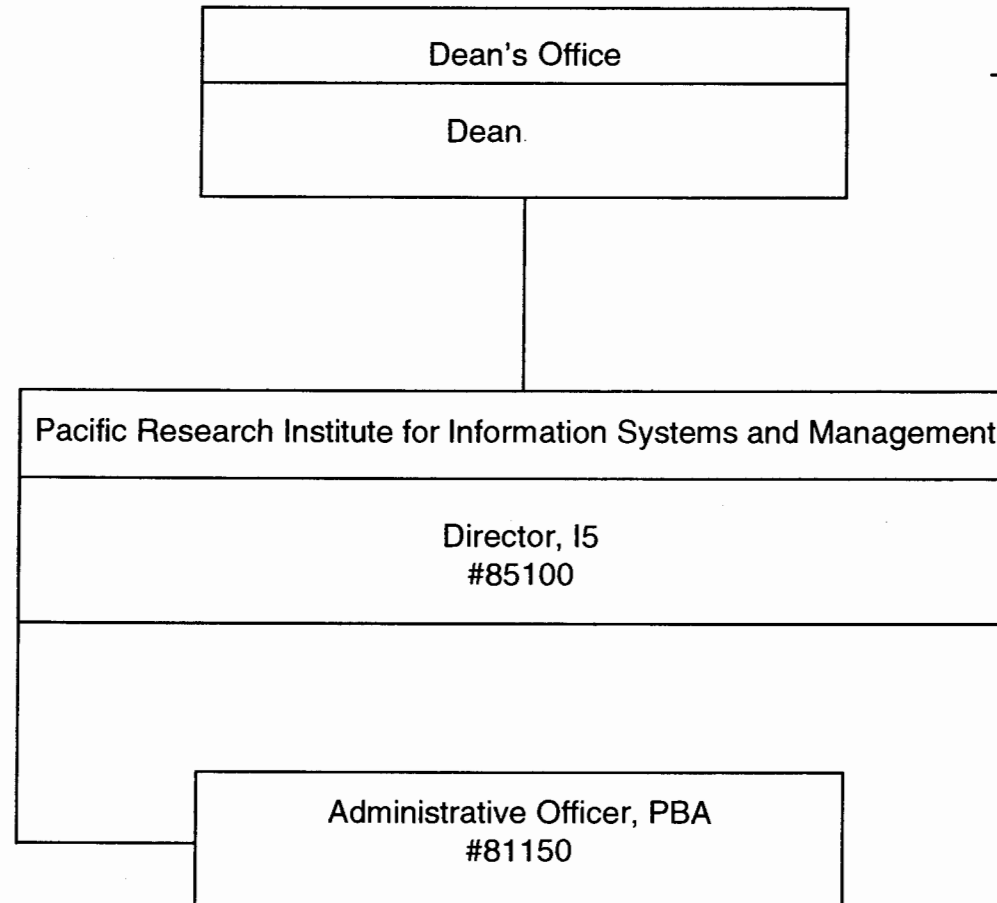 Dean's Office
Dean
Pacific Research Institute for Information Systems and Management
Director, I5
#85100
Administrative Officer, PBA
#81150